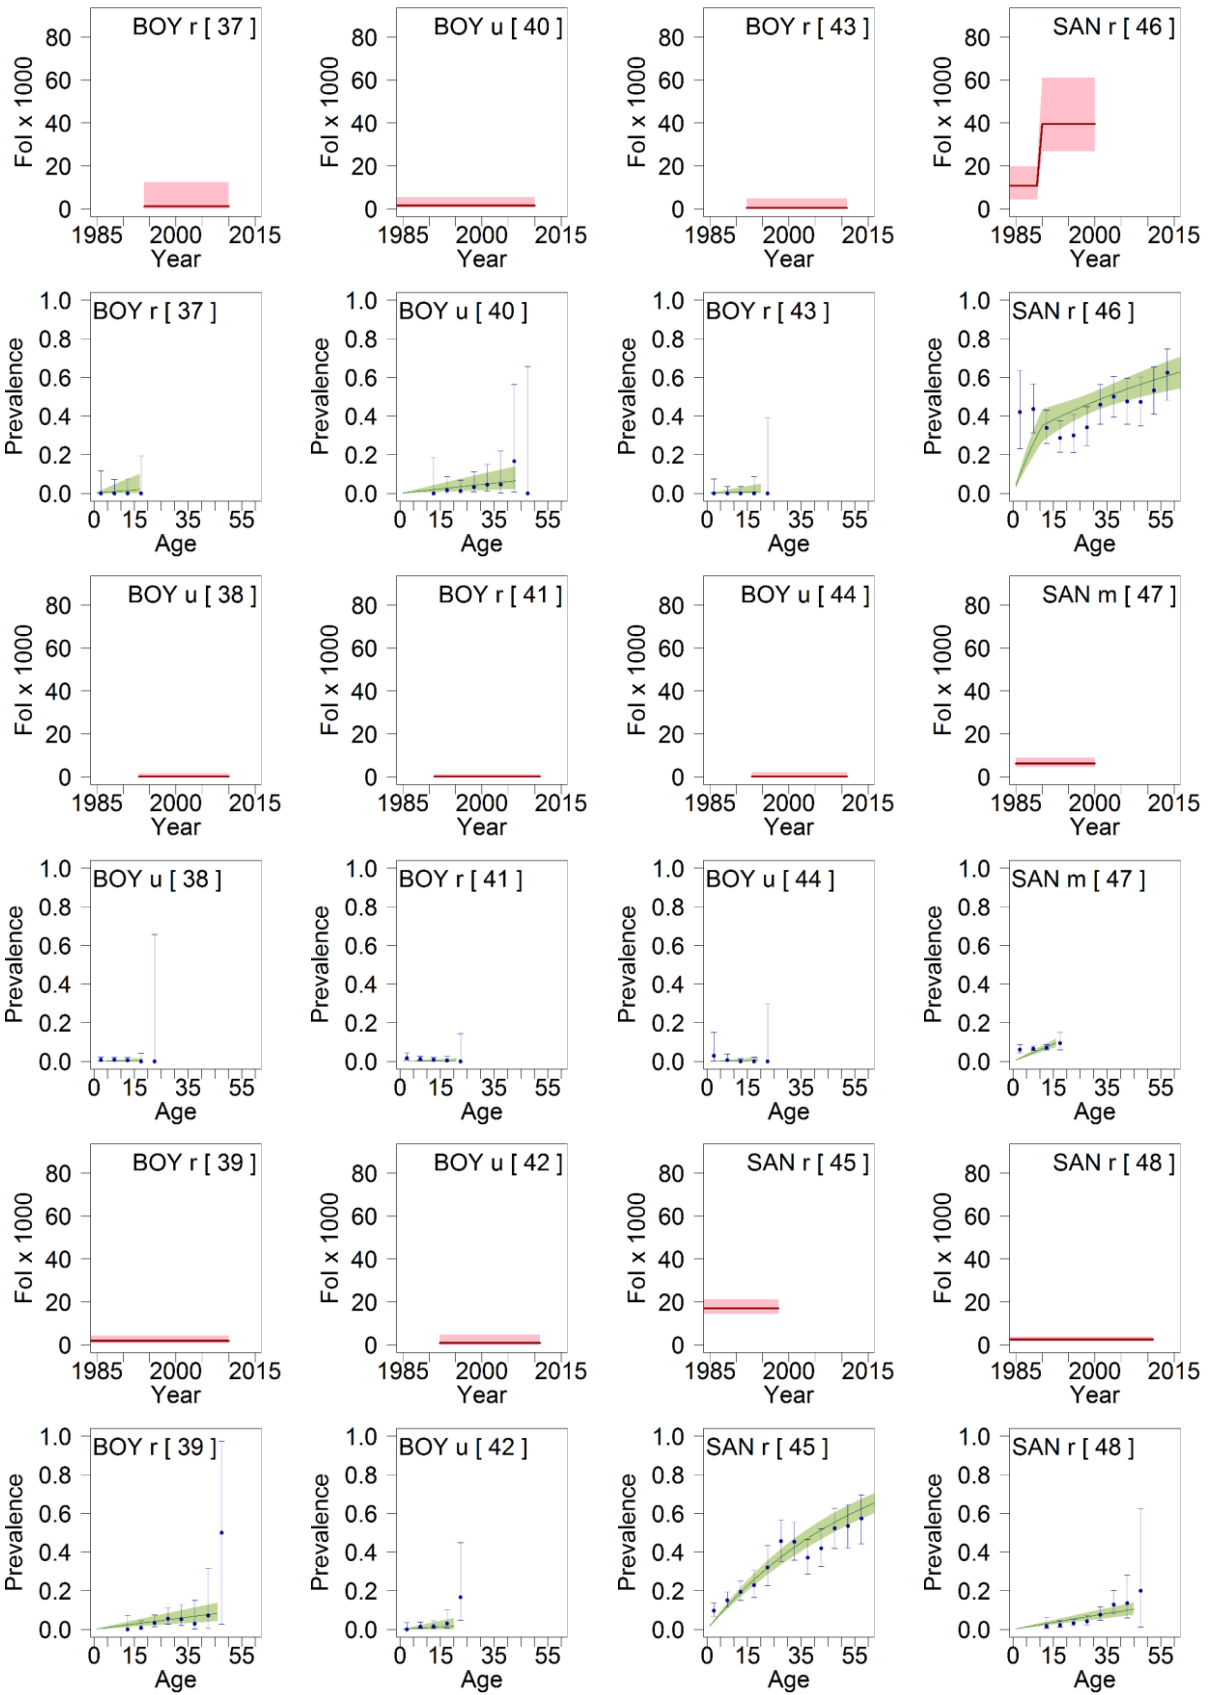 BOY r [ 37 ]
80
60
40
20
0
FoI x 1000
1985 2000 2015
Year
BOY u [ 40 ]
80
60
40
20
0
FoI x 1000
1985 2000 2015
Year
BOY r [ 43 ]
80
60
40
20
0
FoI x 1000
1985 2000 2015
Year
SAN r [ 46 ]
80
60
40
20
0
FoI x 1000
1985 2000 2015
Year
BOY r [ 37 ]
1.0
0.8
0.6
0.4
0.2
0.0
Prevalence
0 15 35 55
Age
BOY u [ 40 ]
1.0
0.8
0.6
0.4
0.2
0.0
Prevalence
0 15 35 55
Age
BOY r [ 43 ]
1.0
0.8
0.6
0.4
0.2
0.0
Prevalence
0 15 35 55
Age
SAN r [ 46 ]
1.0
0.8
0.6
0.4
0.2
0.0
Prevalence
0 15 35 55
Age
BOY u [ 38 ]
80
60
40
20
0
FoI x 1000
1985 2000 2015
Year
BOY r [ 41 ]
80
60
40
20
0
FoI x 1000
1985 2000 2015
Year
BOY u [ 44 ]
80
60
40
20
0
FoI x 1000
1985 2000 2015
Year
SAN m [ 47 ]
80
60
40
20
0
FoI x 1000
1985 2000 2015
Year
BOY u [ 38 ]
1.0
0.8
0.6
0.4
0.2
0.0
Prevalence
0 15 35 55
Age
BOY r [ 41 ]
1.0
0.8
0.6
0.4
0.2
0.0
Prevalence
0 15 35 55
Age
BOY u [ 44 ]
1.0
0.8
0.6
0.4
0.2
0.0
Prevalence
0 15 35 55
Age
SAN m [ 47 ]
1.0
0.8
0.6
0.4
0.2
0.0
Prevalence
0 15 35 55
Age
BOY r [ 39 ]
80
60
40
20
0
FoI x 1000
1985 2000 2015
Year
BOY u [ 42 ]
80
60
40
20
0
FoI x 1000
1985 2000 2015
Year
SAN r [ 45 ]
80
60
40
20
0
FoI x 1000
1985 2000 2015
Year
SAN r [ 48 ]
80
60
40
20
0
FoI x 1000
1985 2000 2015
Year
BOY r [ 39 ]
1.0
0.8
0.6
0.4
0.2
0.0
Prevalence
0 15 35 55
Age
BOY u [ 42 ]
1.0
0.8
0.6
0.4
0.2
0.0
Prevalence
0 15 35 55
Age
SAN r [ 45 ]
1.0
0.8
0.6
0.4
0.2
0.0
Prevalence
0 15 35 55
Age
SAN r [ 48 ]
1.0
0.8
0.6
0.4
0.2
0.0
Prevalence
0 15 35 55
Age